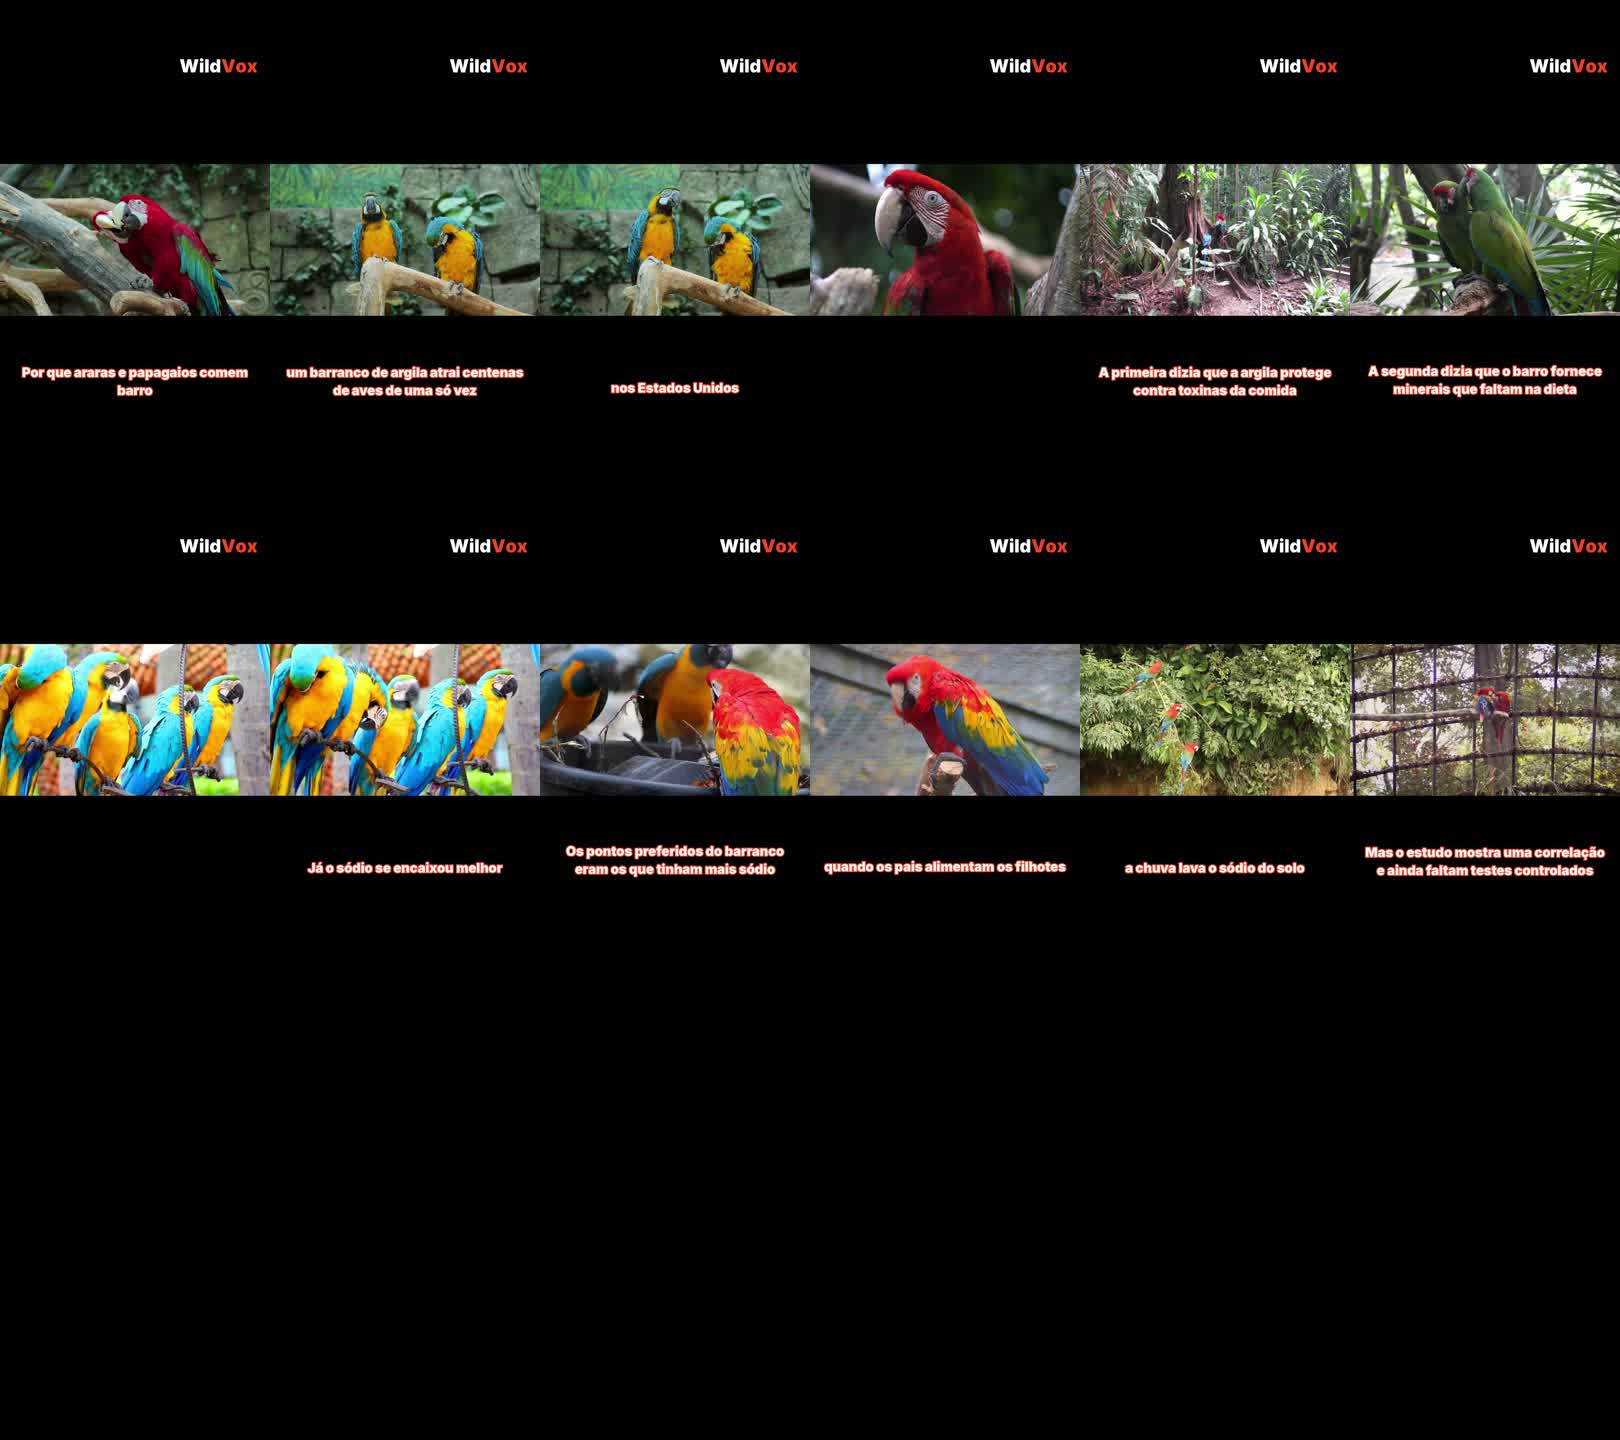 WildVox WildVox WildVox WildVox WildVox WildVox
Por que araras e papagaios comem
barro
um barranco de argila atrai centenas
de aves de uma só vez
nos Estados Unidos
A primeira dizia que a argila protege
contra toxinas da comida
A segunda dizia que o barro fornece
minerais que faltam na dieta
WildVox WildVox WildVox WildVox WildVox WildVox
Já o sódio se encaixou melhor
Os pontos preferidos do barranco
eram os que tinham mais sódio
quando os pais alimentam os filhotes
a chuva lava o sódio do solo
Mas o estudo mostra uma correlação
e ainda faltam testes controlados